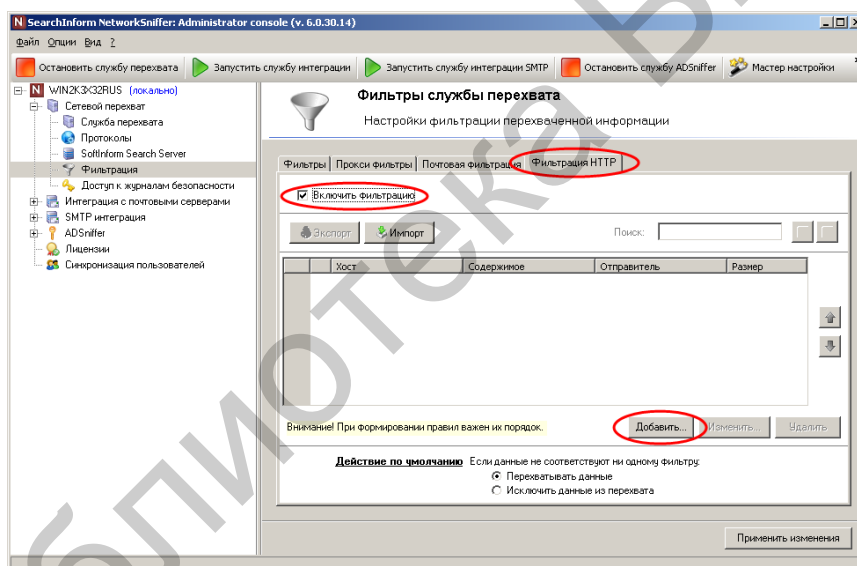 SearchInform NetworkSniffer: Administrator console (v. 6.0.30.14)
Файл Опции Вид ?
Остановить службу перехвата Запустить службу интеграции Запустить службу интеграции SMTP Остановить службу ADSniffer Мастер настройки
WIN2K3X32RUS (локально)
Сетевой перехват
Служба перехвата
Протоколы
SoftInform Search Server
Фильтрация
Доступ к журналам безопасности
Интеграция с почтовыми серверами
SMTP интеграция
ADSniffer
Лицензии
Синхронизация пользователей
Фильтры службы перехвата
Настройки фильтрации перехваченной информации
Фильтры Прокси фильтры Почтовая фильтрация Фильтрация HTTP
Включить фильтрацию
Экспорт Импорт Поиск:
Хост Содержимое Отправитель Размер
Внимание! При формировании правил важен их порядок.
Добавить... Изменить... Удалить
Действие по умолчанию Если данные не соответствуют ни одному фильтру:
Перехватывать данные
Исключить данные из перехвата
Применить изменения